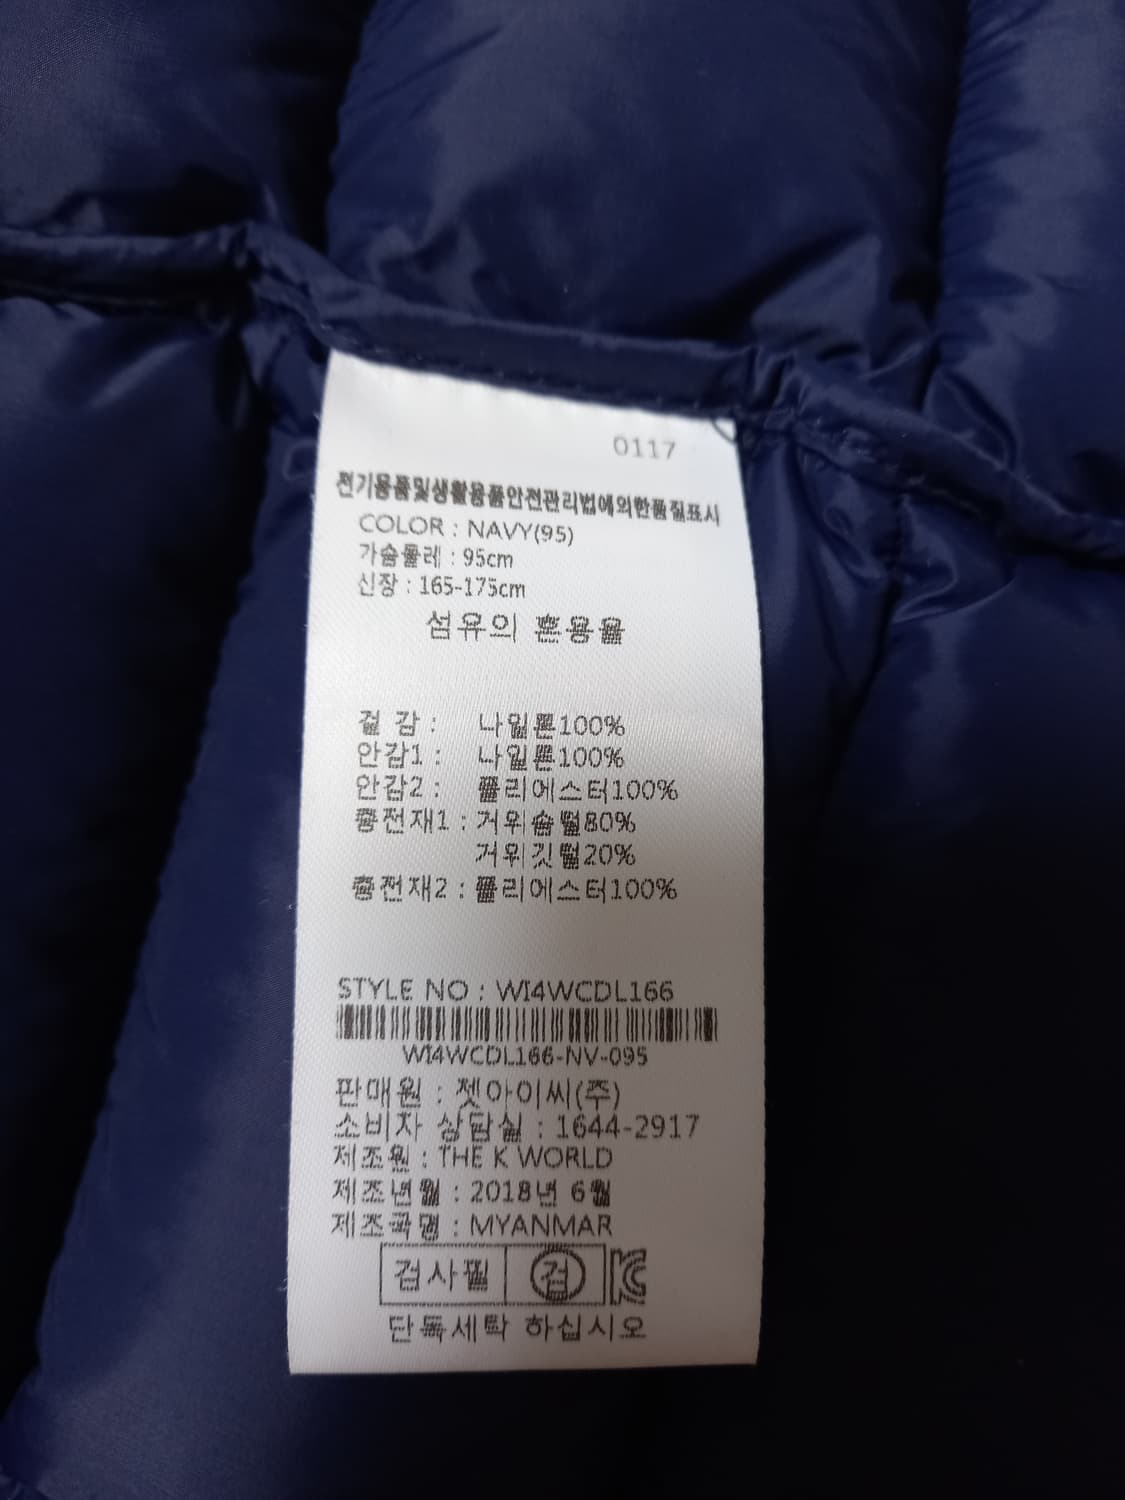 0117
전기용품및생활용품안전관리법에의한품질표시
COLOR : NAVY(95)
가슴둘레 : 95cm
신장 : 165-175cm
섬유의 혼용율
겉 감 : 나일론100%
안감1 : 나일론100%
안감2 : 폴리에스터100%
충전재1 : 거위솜털80%
거위깃털20%
충전재2 : 폴리에스터100%
STYLE NO : WI4WCDL166
WI4WCDL166-NV-095
판매원 : 젯아이씨(주)
소비자 상담실 : 1644-2917
제조원 : THE K WORLD
제조년월 : 2018년 6월
제조국명 : MYANMAR
검사필 검 KC
단독세탁 하십시오